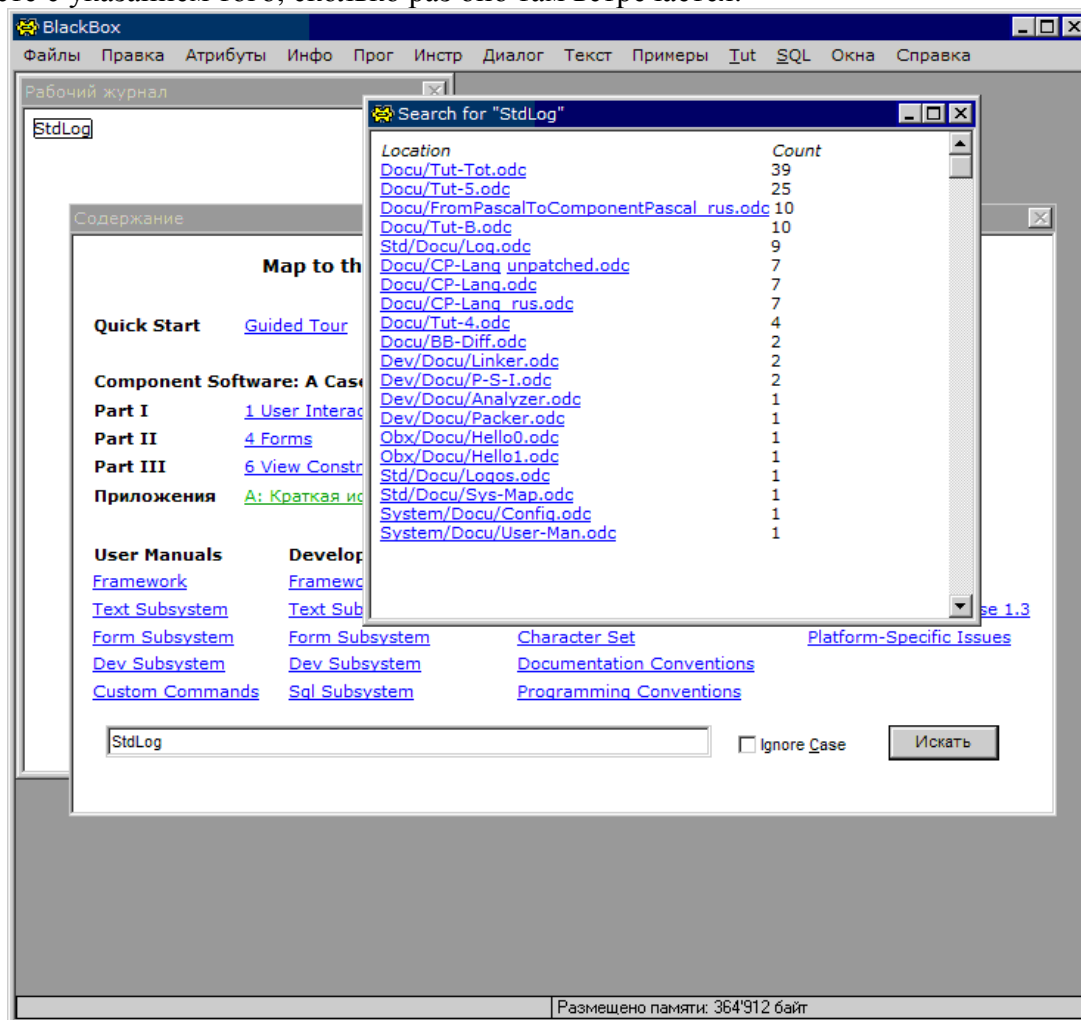 BlackBox
Файлы Правка Атрибуты Инфо Прог Инстр Диалог Текст Примеры Tut SQL Окна Справка
Рабочий журнал
StdLog
Search for "StdLog"
Location Count
Docu/Tut-Tot.odc 39
Docu/Tut-5.odc 25
Docu/FromPascalToComponentPascal_rus.odc 10
Docu/Tut-B.odc 10
Std/Docu/Log.odc 9
Docu/CP-Lang unpatched.odc 7
Docu/CP-Lang.odc 7
Docu/CP-Lang_rus.odc 7
Docu/Tut-4.odc 4
Docu/BB-Diff.odc 2
Dev/Docu/Linker.odc 2
Dev/Docu/P-S-I.odc 2
Dev/Docu/Analyzer.odc 1
Dev/Docu/Packer.odc 1
Obx/Docu/Hello0.odc 1
Obx/Docu/Hello1.odc 1
Std/Docu/Logos.odc 1
Std/Docu/Sys-Map.odc 1
System/Docu/Config.odc 1
System/Docu/User-Man.odc 1
Содержание
Map to th
Quick Start Guided Tour
Component Software: A Case
Part I 1 User Interac
Part II 4 Forms
Part III 6 View Constr
Приложения A: Краткая ис
User Manuals Develop
Framework Framewo
Text Subsystem Text Sub se 1.3
Form Subsystem Form Subsystem Character Set Platform-Specific Issues
Dev Subsystem Dev Subsystem Documentation Conventions
Custom Commands Sql Subsystem Programming Conventions
StdLog Ignore Case Искать
Размещено памяти: 364'912 байт